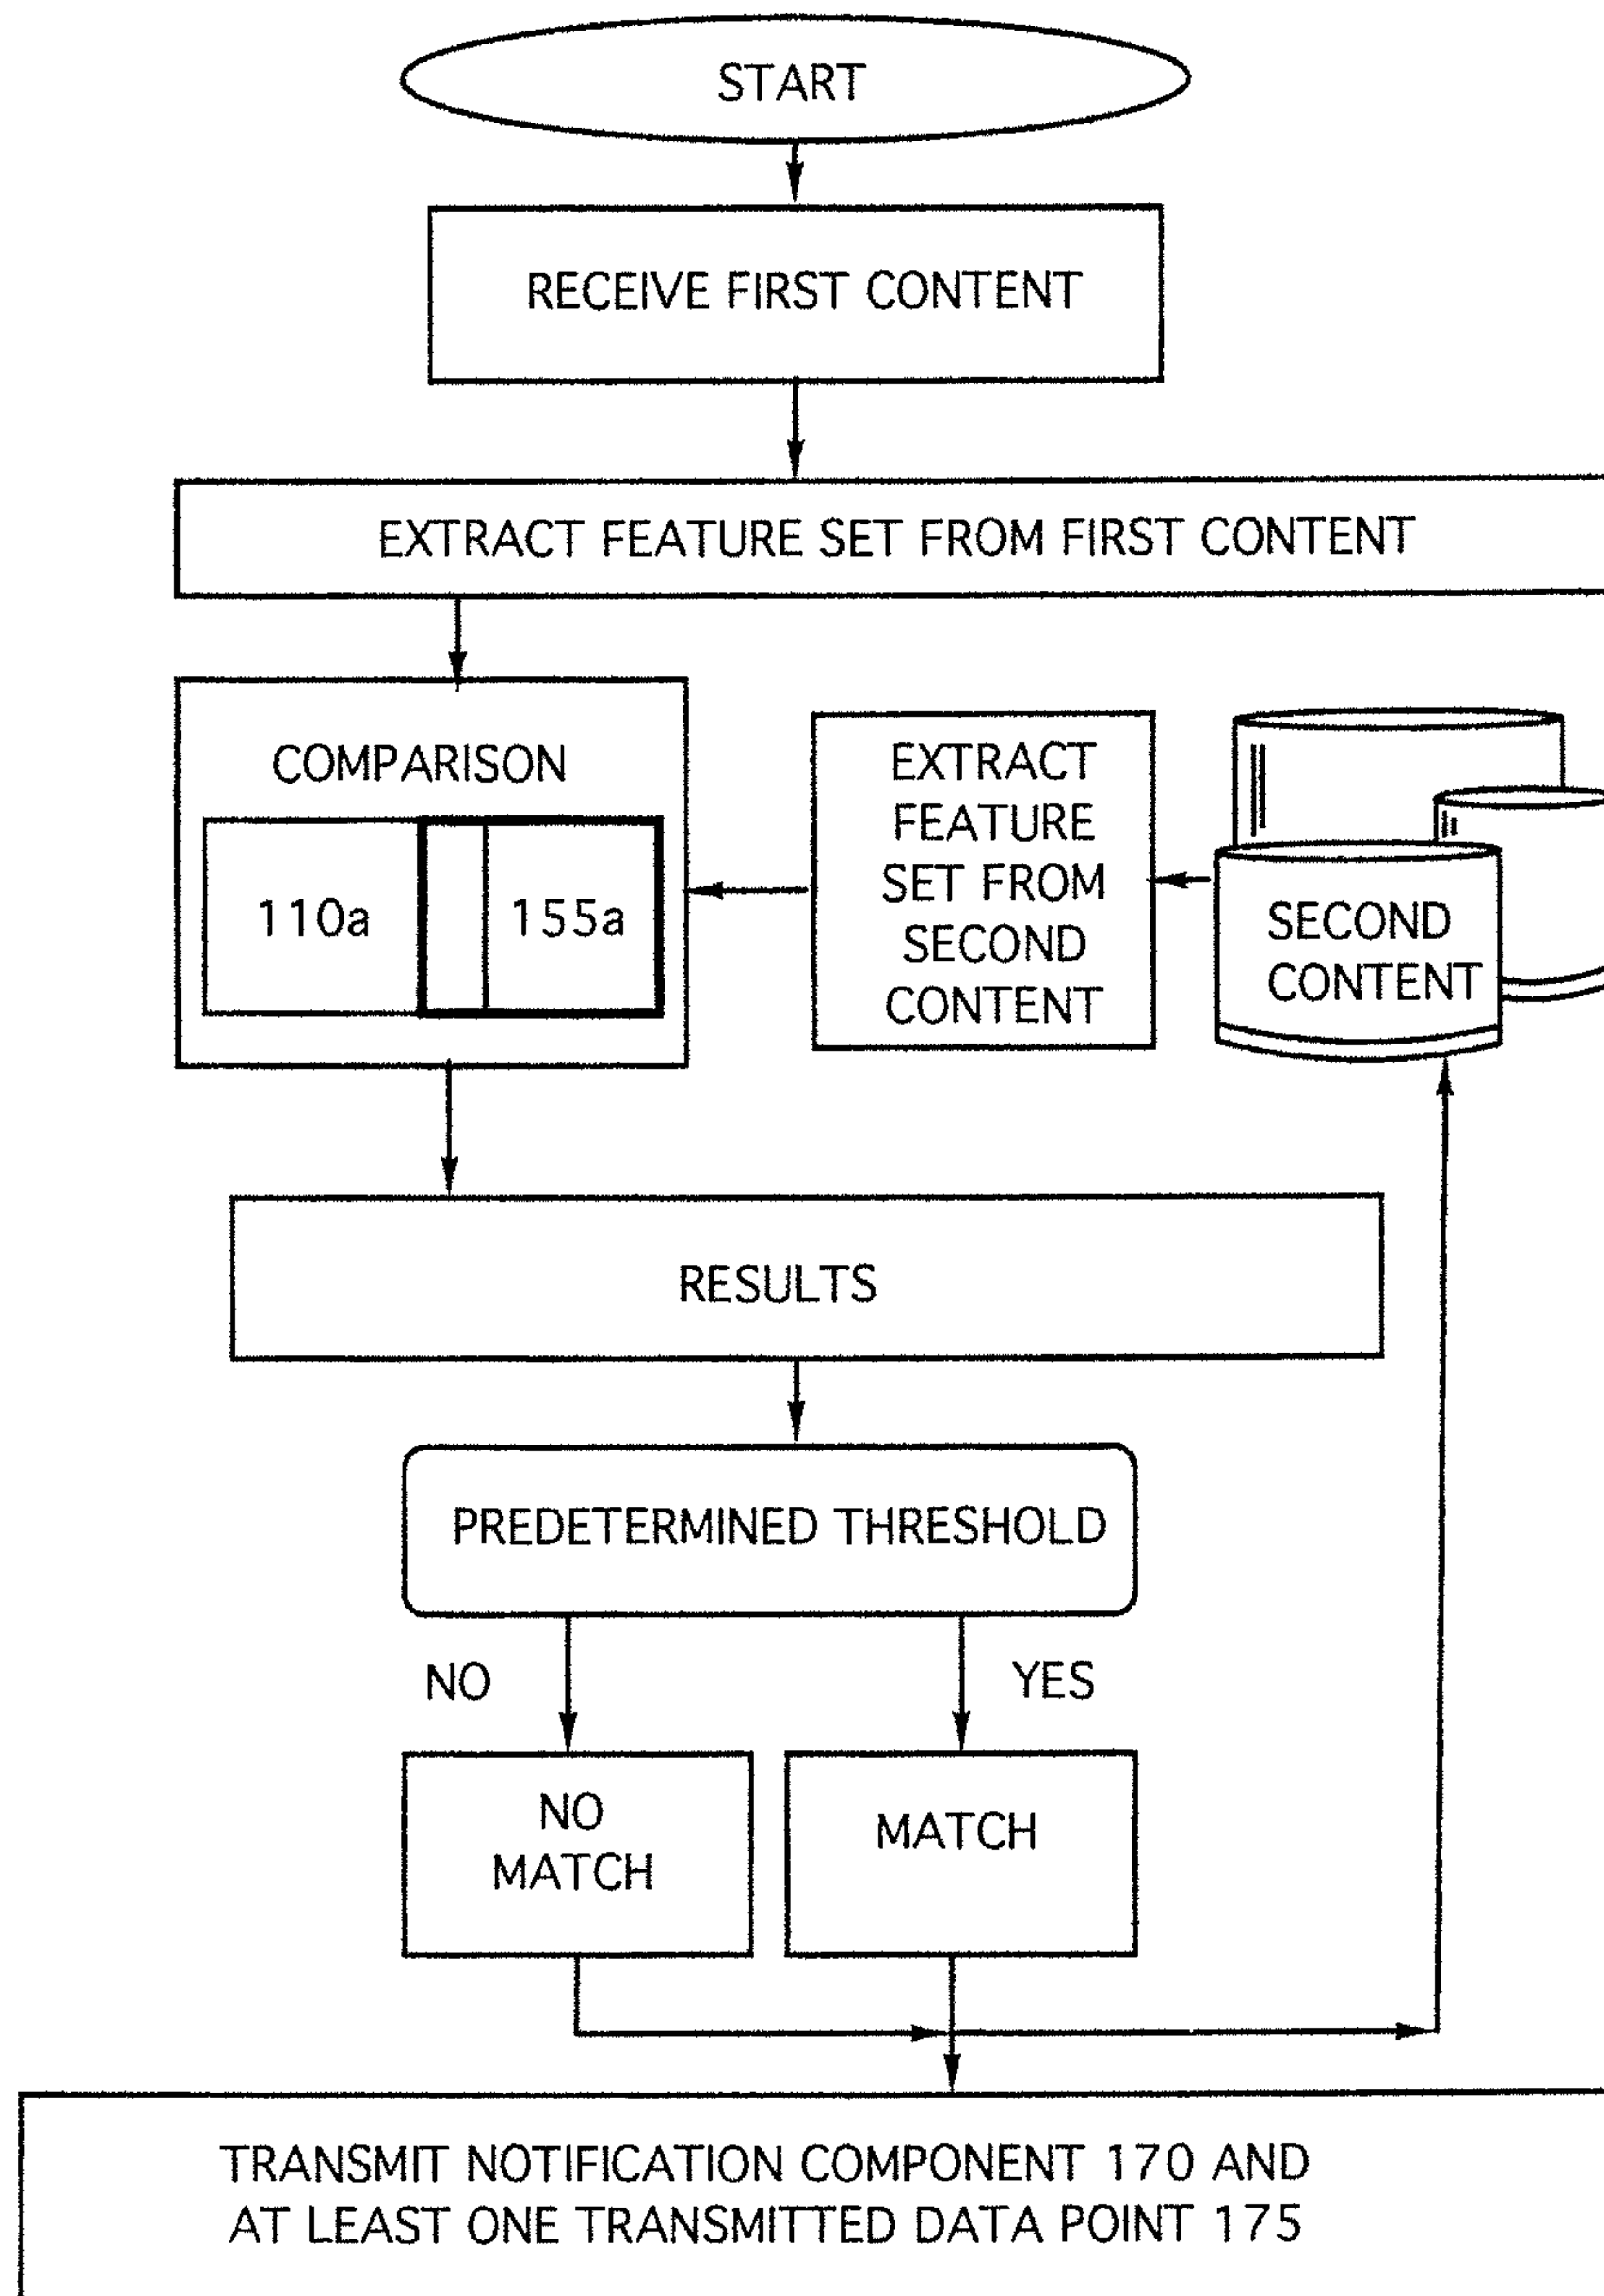 START
RECEIVE FIRST CONTENT
EXTRACT FEATURE SET FROM FIRST CONTENT
COMPARISON
110a
155a
EXTRACT
FEATURE
SET FROM
SECOND
CONTENT
SECOND
CONTENT
RESULTS
PREDETERMINED THRESHOLD
NO
YES
NO
MATCH
MATCH
TRANSMIT NOTIFICATION COMPONENT 170 AND
AT LEAST ONE TRANSMITTED DATA POINT 175